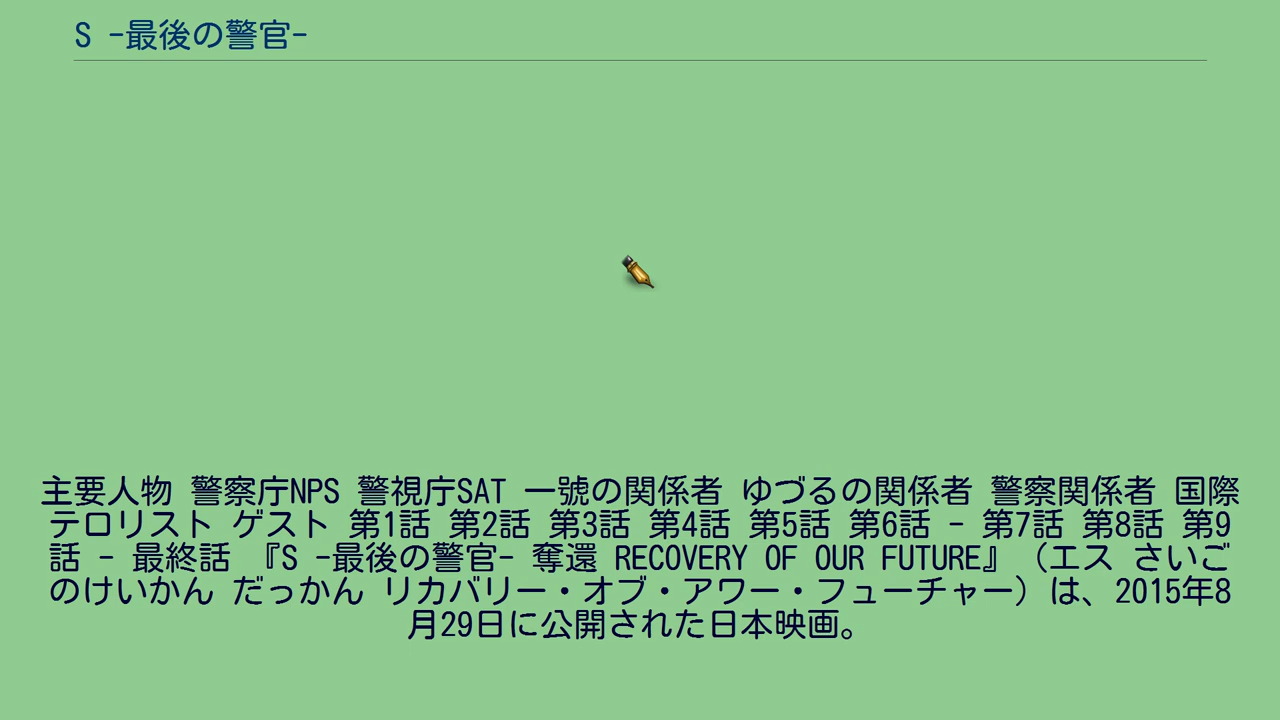 S -最後の警官-
主要人物 警察庁NPS 警視庁SAT 一號の関係者 ゆづるの関係者 警察関係者 国際
テロリスト ゲスト 第1話 第2話 第3話 第4話 第5話 第6話 - 第7話 第8話 第9
話 - 最終話 『S -最後の警官- 奪還 RECOVERY OF OUR FUTURE』（エス さいご
のけいかん だっかん リカバリー・オブ・アワー・フューチャー）は、2015年8
月29日に公開された日本映画。